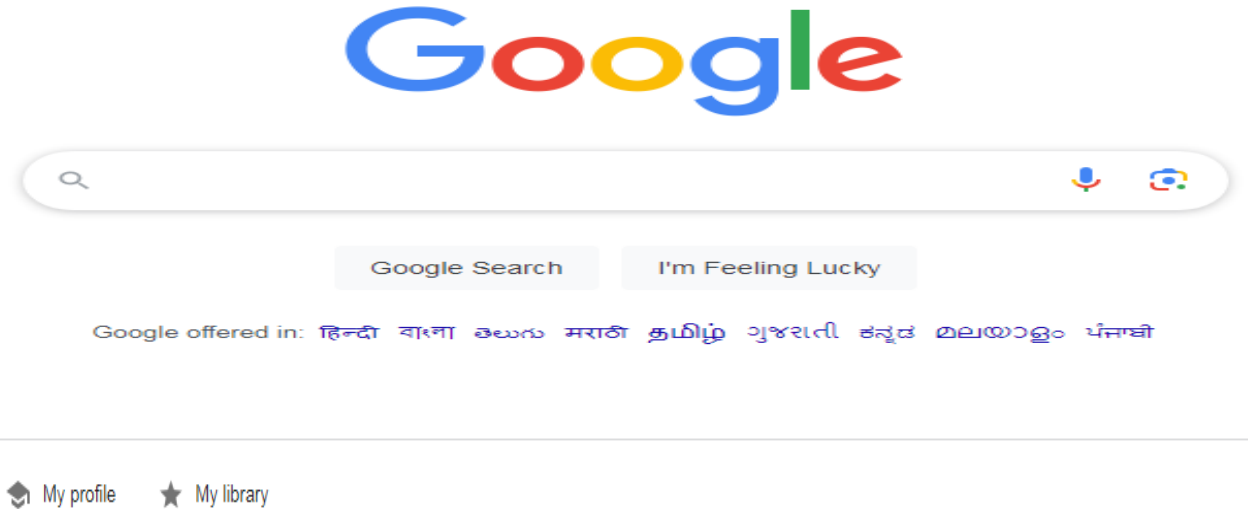 Google
Google Search I'm Feeling Lucky
Google offered in: हिन्दी বাংলা తెలుగు मराठी தமிழ் ગુજરાતી ಕನ್ನಡ മലയാളം ਪੰਜਾਬੀ
My profile My library